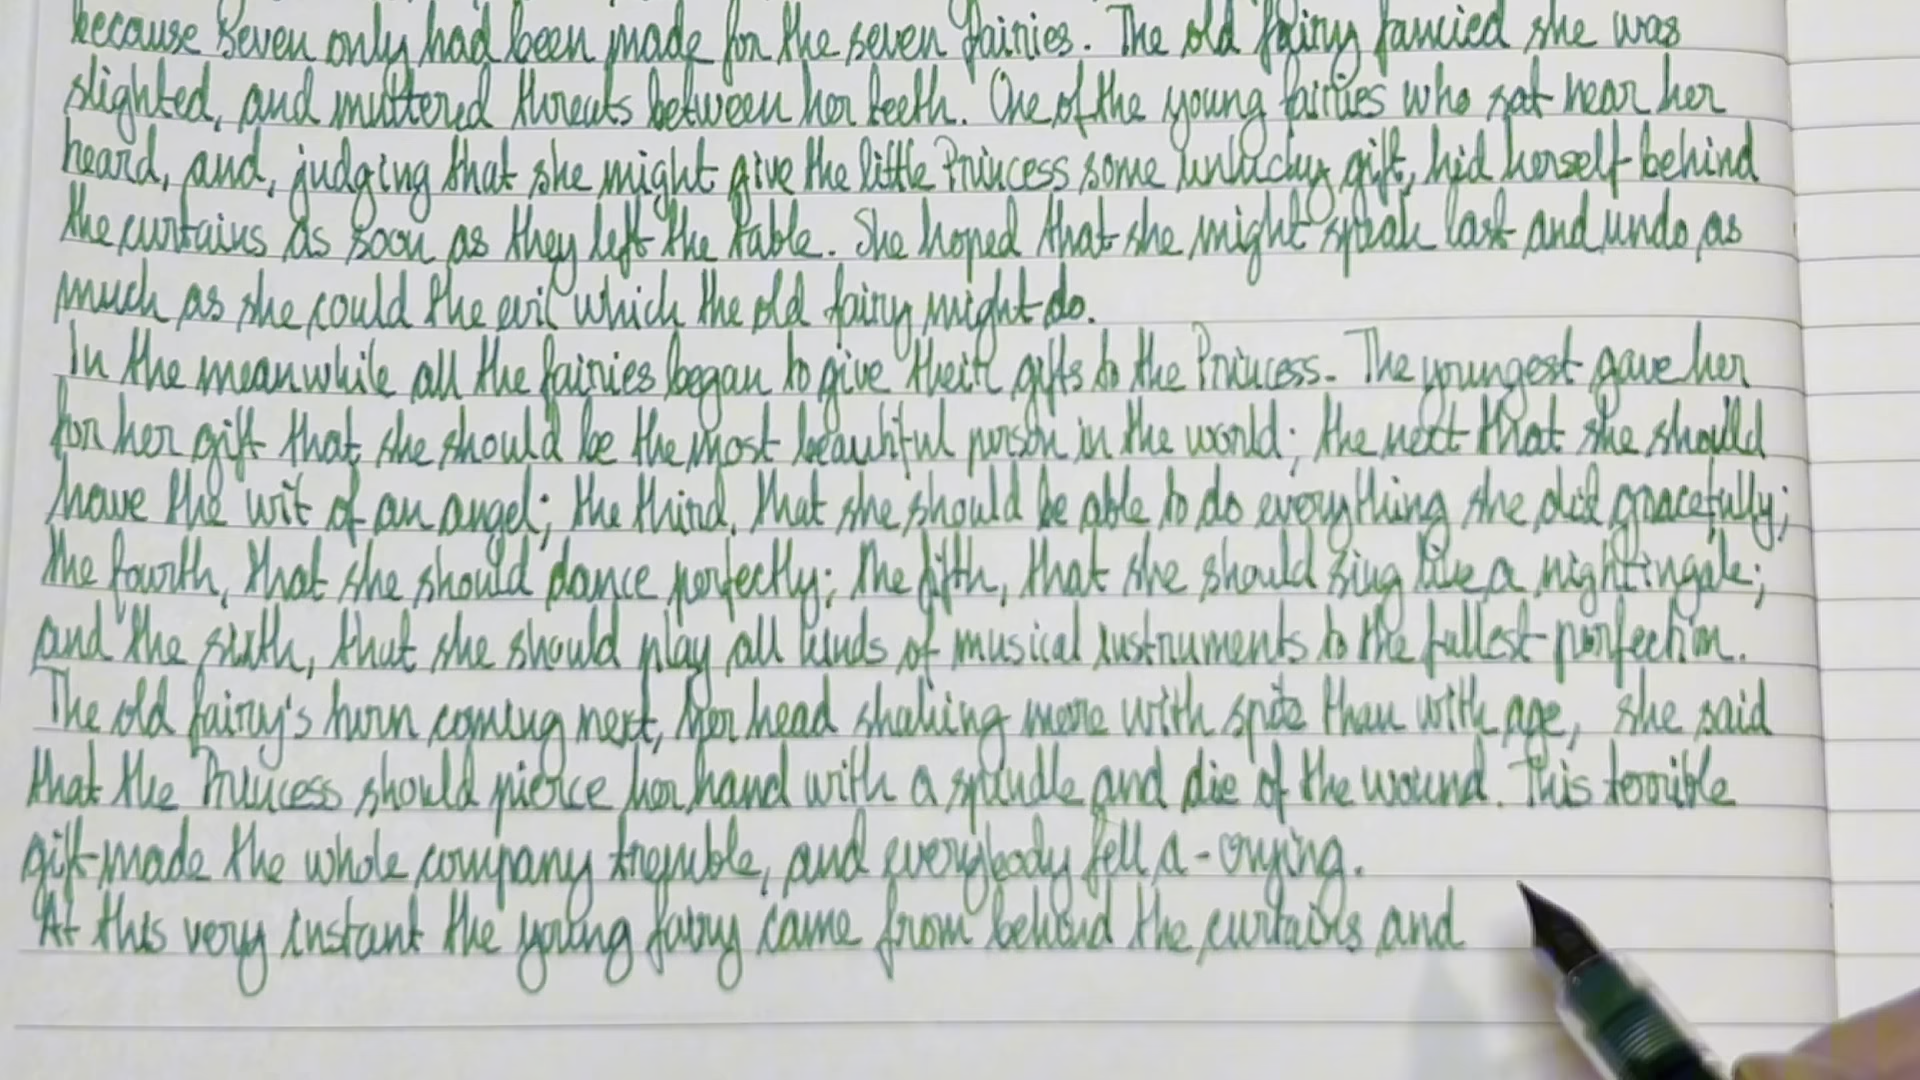 because seven only had been made for the seven fairies. The old fairy fancied she was
slighted, and muttered threats between her teeth. One of the young fairies who sat near her
heard, and, judging that she might give the little Princess some unlucky gift, hid herself behind
the curtains as soon as they left the table. She hoped that she might speak last and undo as
much as she could the evil which the old fairy might do.
In the meanwhile all the fairies began to give their gifts to the Princess. The youngest gave her
for her gift that she should be the most beautiful person in the world; the next that she should
have the wit of an angel; the third, that she should be able to do everything she did gracefully;
the fourth, that she should dance perfectly; the fifth, that she should sing like a nightingale;
and the sixth, that she should play all kinds of musical instruments to the fullest perfection.
The old fairy's turn coming next, her head shaking more with spite than with age, she said
that the Princess should pierce her hand with a spindle and die of the wound. This terrible
gift made the whole company tremble, and everybody fell a-crying.
At this very instant the young fairy came from behind the curtains and